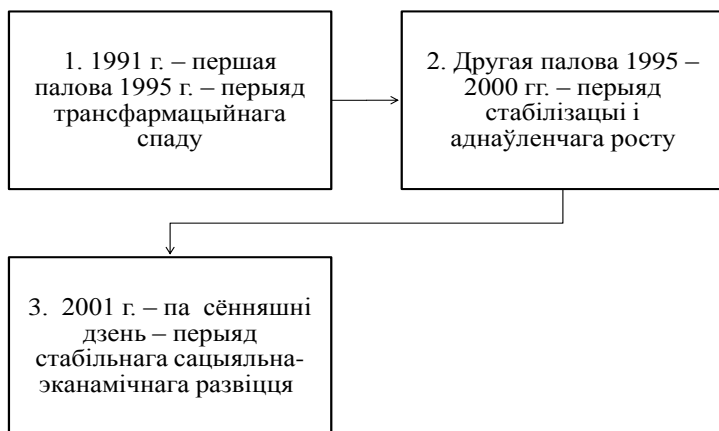 1. 1991 г. – першая
палова 1995 г. – перыяд
трансфармацыйнага
спаду
2. Другая палова 1995 –
2000 гг. – перыяд
стабілізацыі і
аднаўленчага росту
3. 2001 г. – па сённяшні
дзень – перыяд
стабільнага сацыяльна-
эканамічнага развіцця